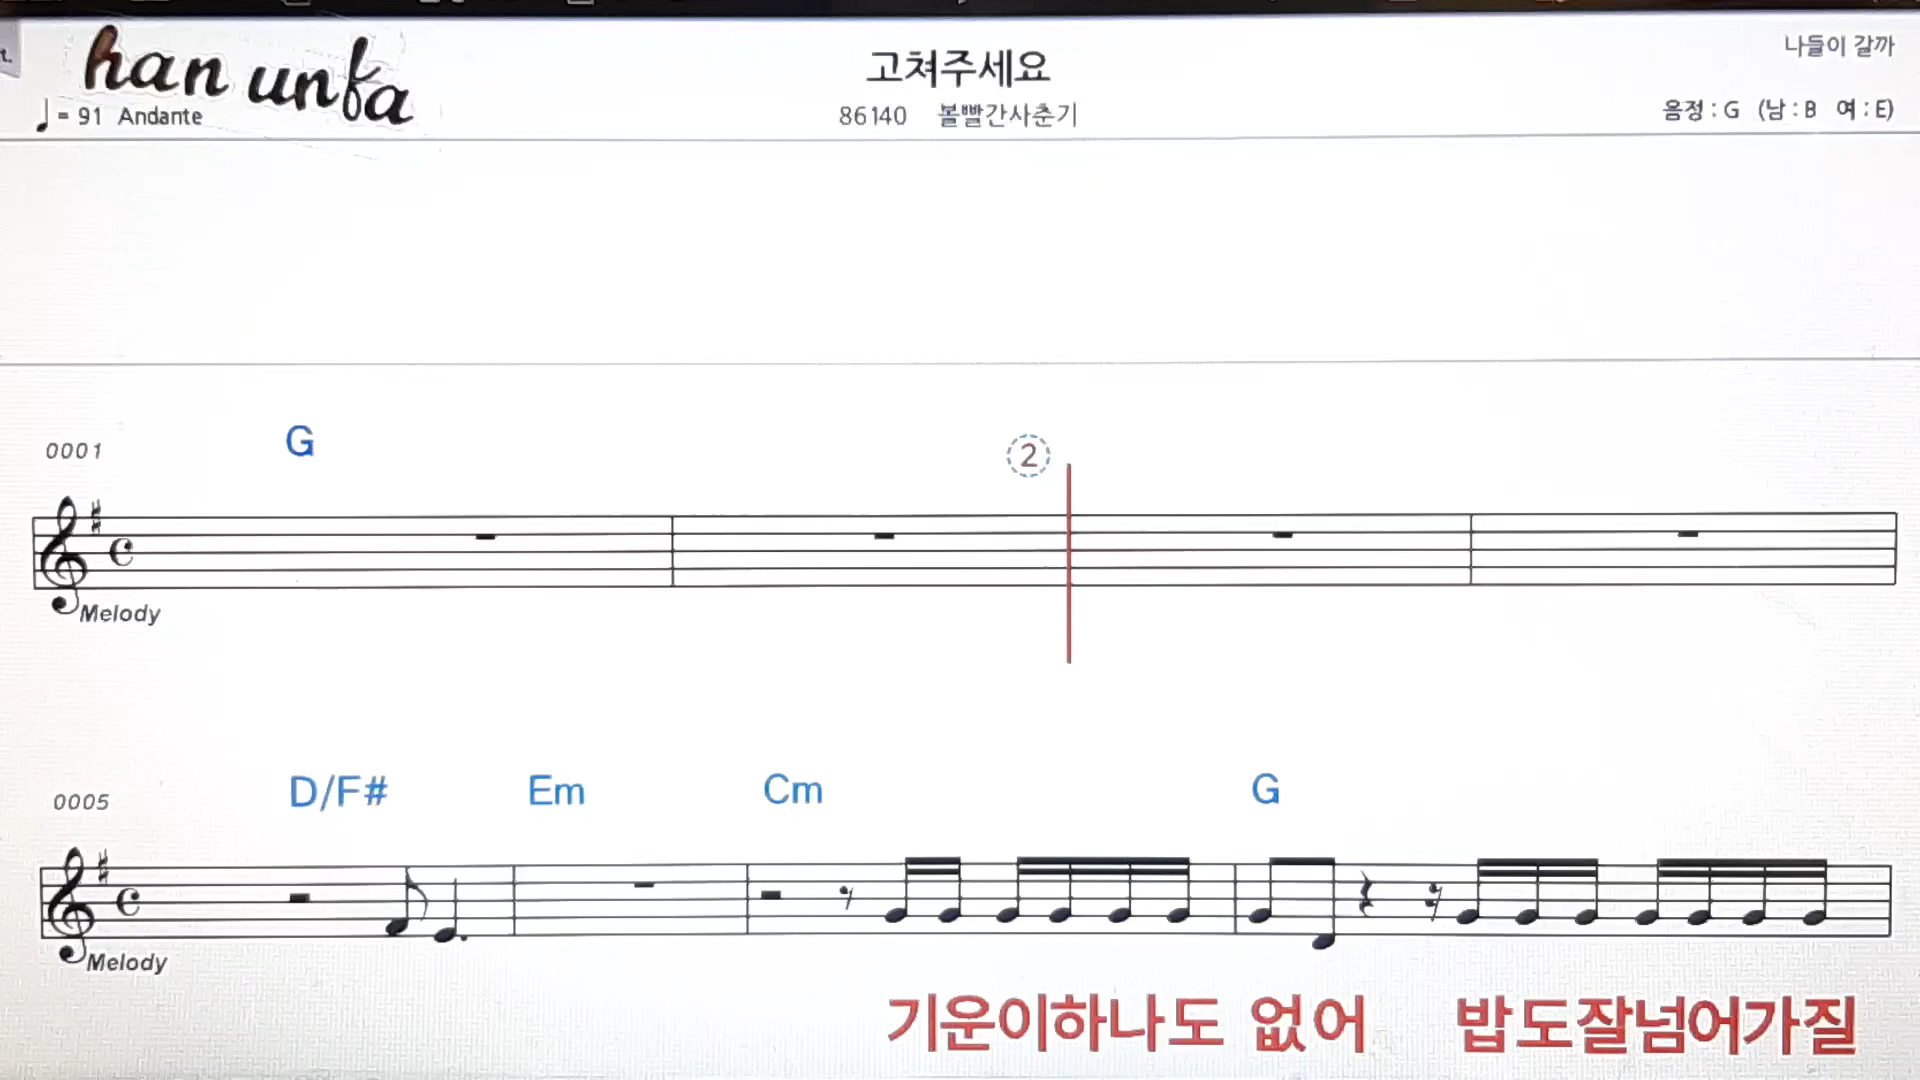 han unfa
고쳐주세요
나들이 갈까
♩= 91 Andante
86140 볼빨간사춘기
음정 : G (남 : B 여 : E)
0001 G ②
Melody
0005 D/F# Em Cm G
Melody
기운이하나도 없어 밥도잘넘어가질